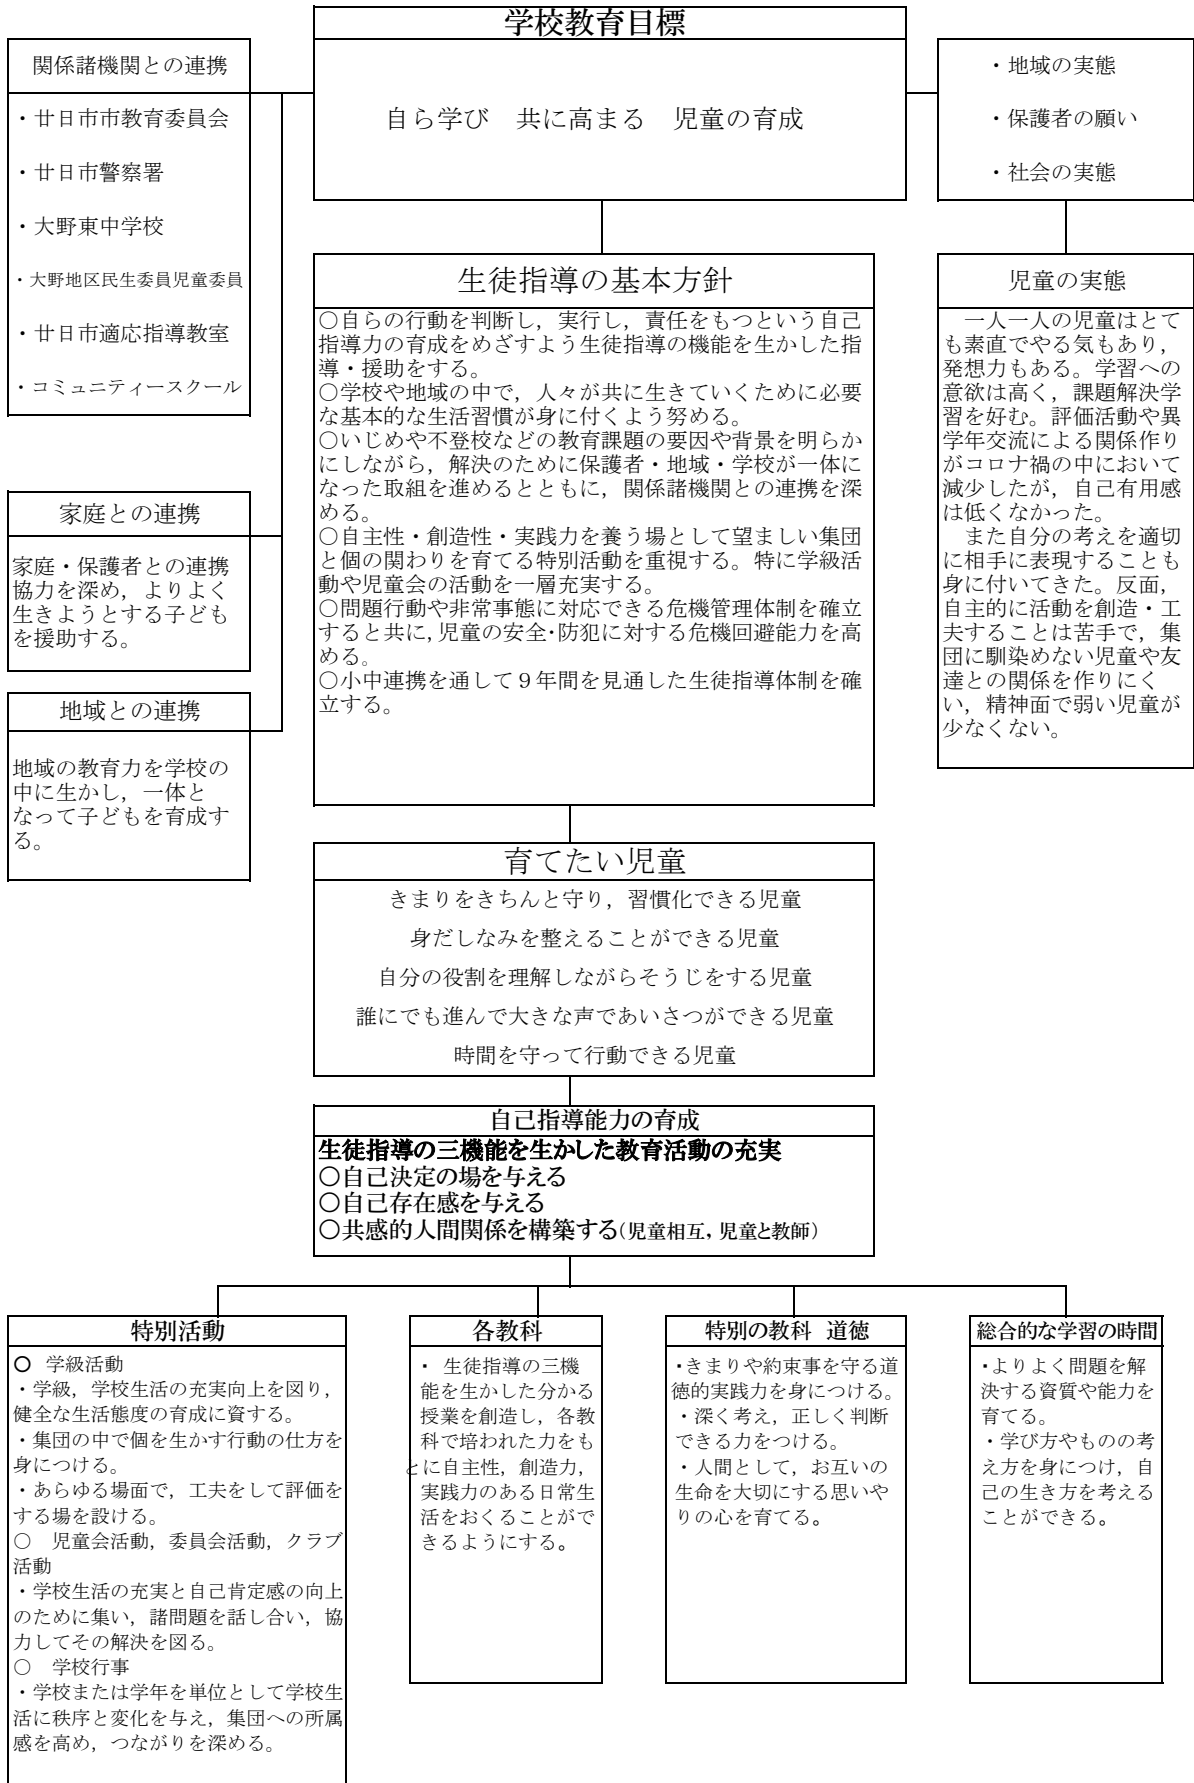 学校教育目標
自ら学び　共に高まる　児童の育成
関係諸機関との連携
・廿日市市教育委員会
・廿日市警察署
・大野東中学校
・大野地区民生委員児童委員
・廿日市適応指導教室
・コミュニティースクール
・地域の実態
・保護者の願い
・社会の実態
家庭との連携
家庭・保護者との連携
協力を深め，よりよく
生きようとする子ども
を援助する。
地域との連携
地域の教育力を学校の
中に生かし，一体と
なって子どもを育成す
る。
生徒指導の基本方針
○自らの行動を判断し，実行し，責任をもつという自己
指導力の育成をめざすよう生徒指導の機能を生かした指
導・援助をする。
○学校や地域の中で，人々が共に生きていくために必要
な基本的な生活習慣が身に付くよう努める。
○いじめや不登校などの教育課題の要因や背景を明らか
にしながら，解決のために保護者・地域・学校が一体に
なった取組を進めるとともに，関係諸機関との連携を深
める。
○自主性・創造性・実践力を養う場として望ましい集団
と個の関わりを育てる特別活動を重視する。特に学級活
動や児童会の活動を一層充実する。
○問題行動や非常事態に対応できる危機管理体制を確立
すると共に，児童の安全・防犯に対する危機回避能力を高
める。
○小中連携を通して９年間を見通した生徒指導体制を確
立する。
児童の実態
　一人一人の児童はとて
も素直でやる気もあり，
発想力もある。学習への
意欲は高く，課題解決学
習を好む。評価活動や異
学年交流による関係作り
がコロナ禍の中において
減少したが，自己有用感
は低くなかった。
　また自分の考えを適切
に相手に表現することも
身に付いてきた。反面，
自主的に活動を創造・工
夫することは苦手で，集
団に馴染めない児童や友
達との関係を作りにく
い，精神面で弱い児童が
少なくない。
育てたい児童
きまりをきちんと守り，習慣化できる児童
身だしなみを整えることができる児童
自分の役割を理解しながらそうじをする児童
誰にでも進んで大きな声であいさつができる児童
時間を守って行動できる児童
自己指導能力の育成
生徒指導の三機能を生かした教育活動の充実
○自己決定の場を与える
○自己存在感を与える
○共感的人間関係を構築する（児童相互，児童と教師）
特別活動
○　学級活動
・学級，学校生活の充実向上を図り，
健全な生活態度の育成に資する。
・集団の中で個を生かす行動の仕方を
身につける。
・あらゆる場面で，工夫をして評価を
する場を設ける。
○　児童会活動，委員会活動，クラブ
活動
・学校生活の充実と自己肯定感の向上
のために集い，諸問題を話し合い，協
力してその解決を図る。
○　学校行事
・学校または学年を単位として学校生
活に秩序と変化を与え，集団への所属
感を高め，つながりを深める。
各教科
・ 生徒指導の三機
能を生かした分かる
授業を創造し，各教
科で培われた力をも
とに自主性，創造力，
実践力のある日常生
活をおくることがで
きるようにする。
特別の教科　道徳
・きまりや約束事を守る道
徳的実践力を身につける。
・深く考え，正しく判断
できる力をつける。
・人間として，お互いの
生命を大切にする思いや
りの心を育てる。
総合的な学習の時間
・よりよく問題を解
決する資質や能力を
育てる。
・学び方やものの考
え方を身につけ，自
己の生き方を考える
ことができる。